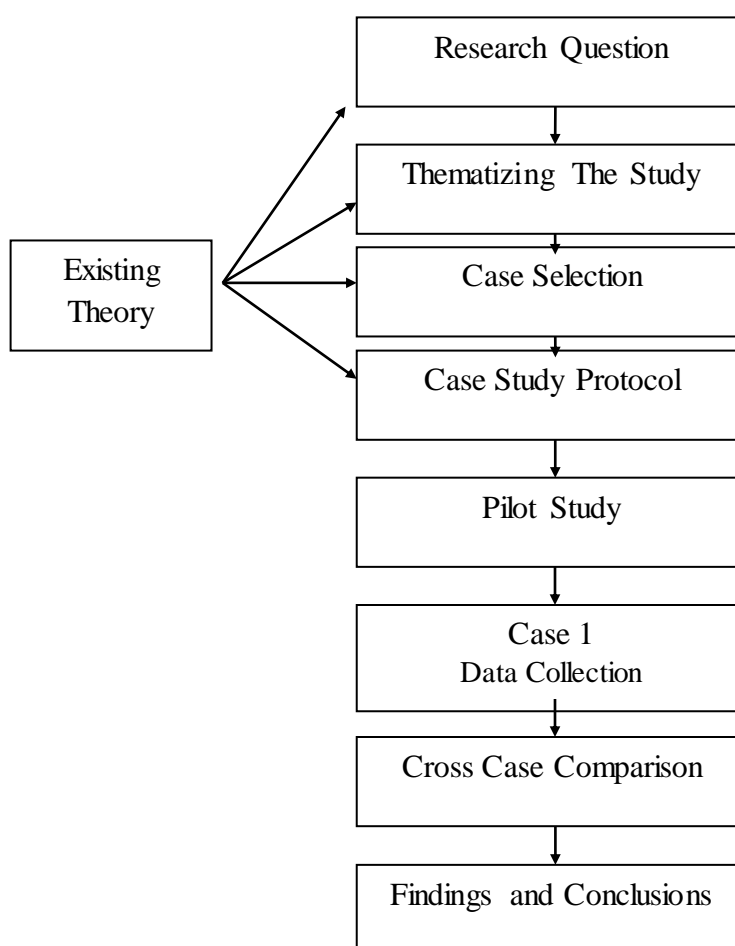 Research Question
Thematizing The Study
Existing
Theory
Case Selection
Case Study Protocol
Pilot Study
Case 1
Data Collection
Cross Case Comparison
Findings and Conclusions